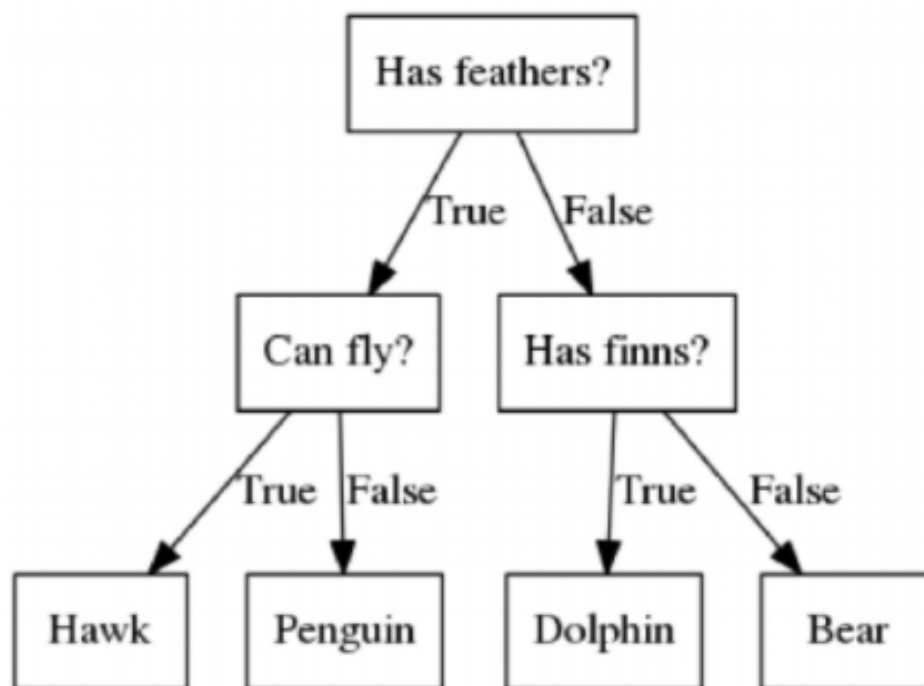 Has feathers?
True False
Can fly? Has finns?
True False True False
Hawk Penguin Dolphin Bear